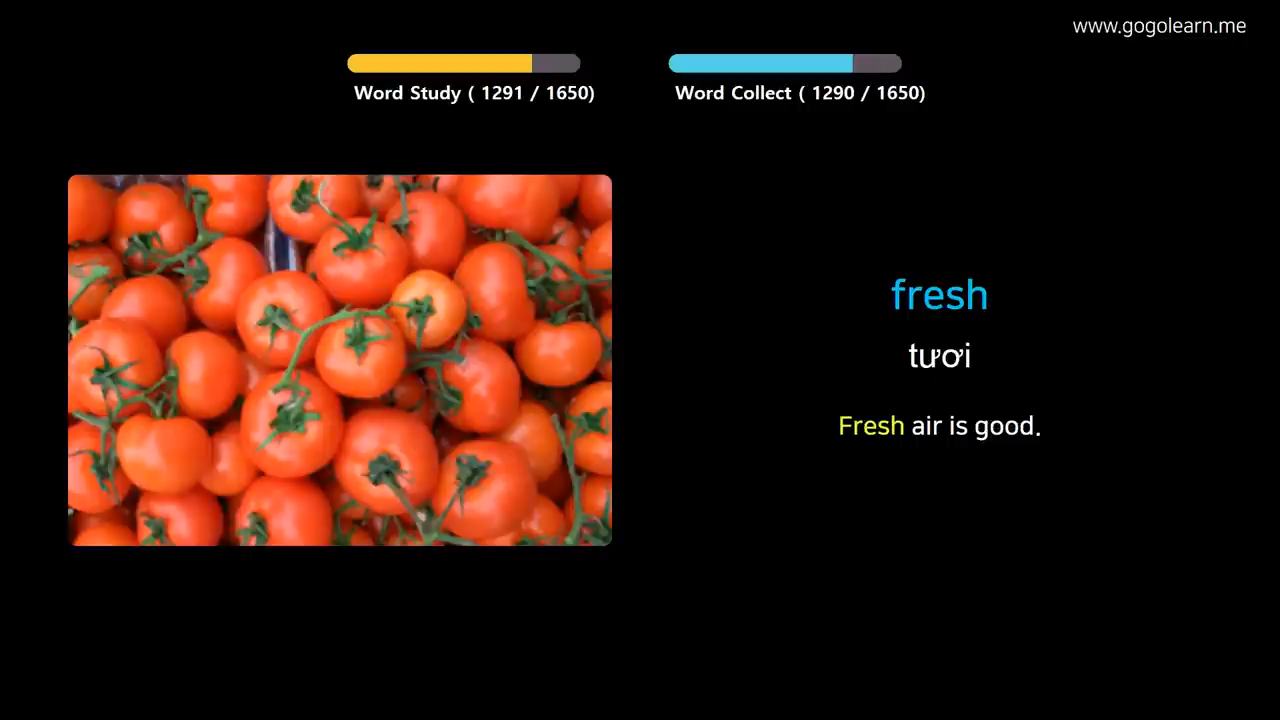 www.gogolearn.me
Word Study ( 1291 / 1650)
Word Collect ( 1290 / 1650)
fresh
tươi
Fresh air is good.